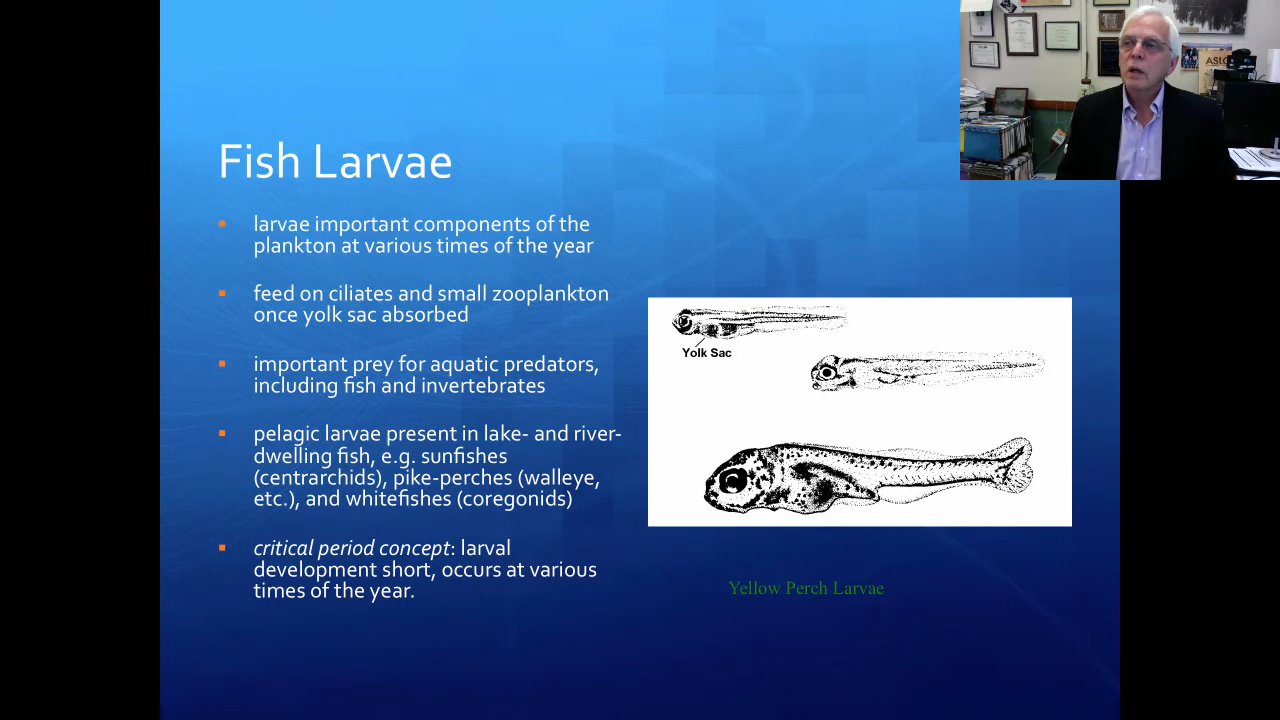 Fish Larvae
larvae important components of the
plankton at various times of the year
feed on ciliates and small zooplankton
once yolk sac absorbed
important prey for aquatic predators,
including fish and invertebrates
pelagic larvae present in lake- and river-
dwelling fish, e.g. sunfishes
(centrarchids), pike-perches (walleye,
etc.), and whitefishes (coregonids)
critical period concept: larval
development short, occurs at various
times of the year.
Yolk Sac
Yellow Perch Larvae
ASLO